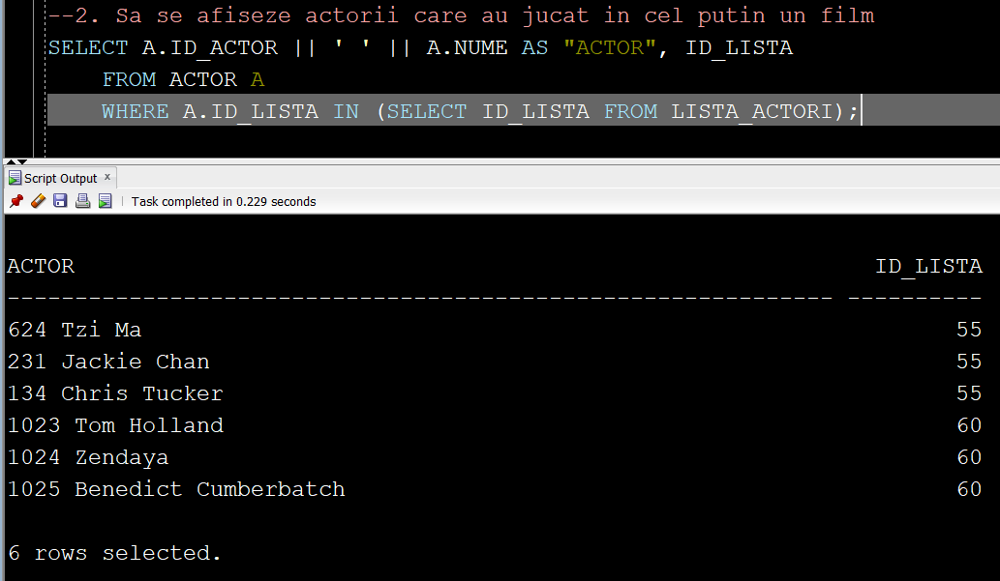 --2. Sa se afiseze actorii care au jucat in cel putin un film
SELECT A.ID_ACTOR || ' ' || A.NUME AS "ACTOR", ID_LISTA
FROM ACTOR A
WHERE A.ID_LISTA IN (SELECT ID_LISTA FROM LISTA_ACTORI);
Script Output x
Task completed in 0.229 seconds
ACTOR ID_LISTA
------------------------------------------------------------- ----------
624 Tzi Ma 55
231 Jackie Chan 55
134 Chris Tucker 55
1023 Tom Holland 60
1024 Zendaya 60
1025 Benedict Cumberbatch 60
6 rows selected.